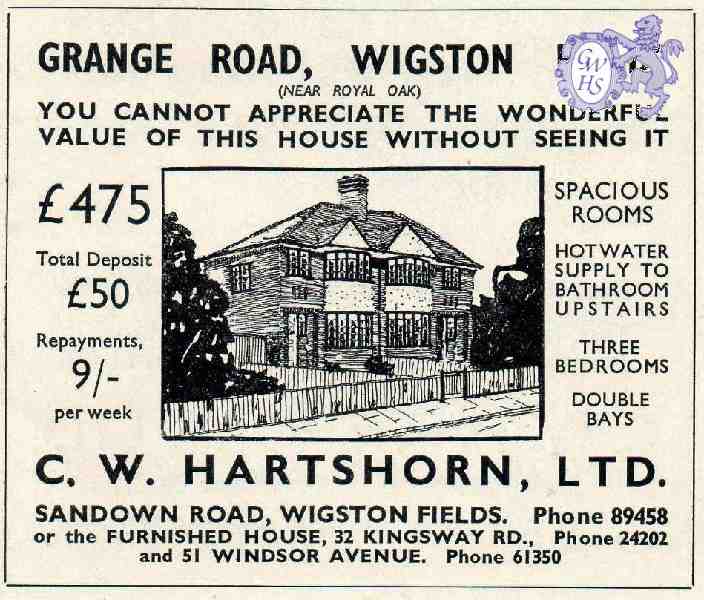 GRANGE ROAD, WIGSTON
(NEAR ROYAL OAK)
YOU CANNOT APPRECIATE THE WONDERFUL
VALUE OF THIS HOUSE WITHOUT SEEING IT
£475
Total Deposit
£50
Repayments,
9/-
per week
SPACIOUS
ROOMS
HOT WATER
SUPPLY TO
BATHROOM
UPSTAIRS
THREE
BEDROOMS
DOUBLE
BAYS
C. W. HARTSHORN, LTD.
SANDOWN ROAD, WIGSTON FIELDS. Phone 89458
or the FURNISHED HOUSE, 32 KINGSWAY RD., Phone 24202
and 51 WINDSOR AVENUE. Phone 61350
GWHS